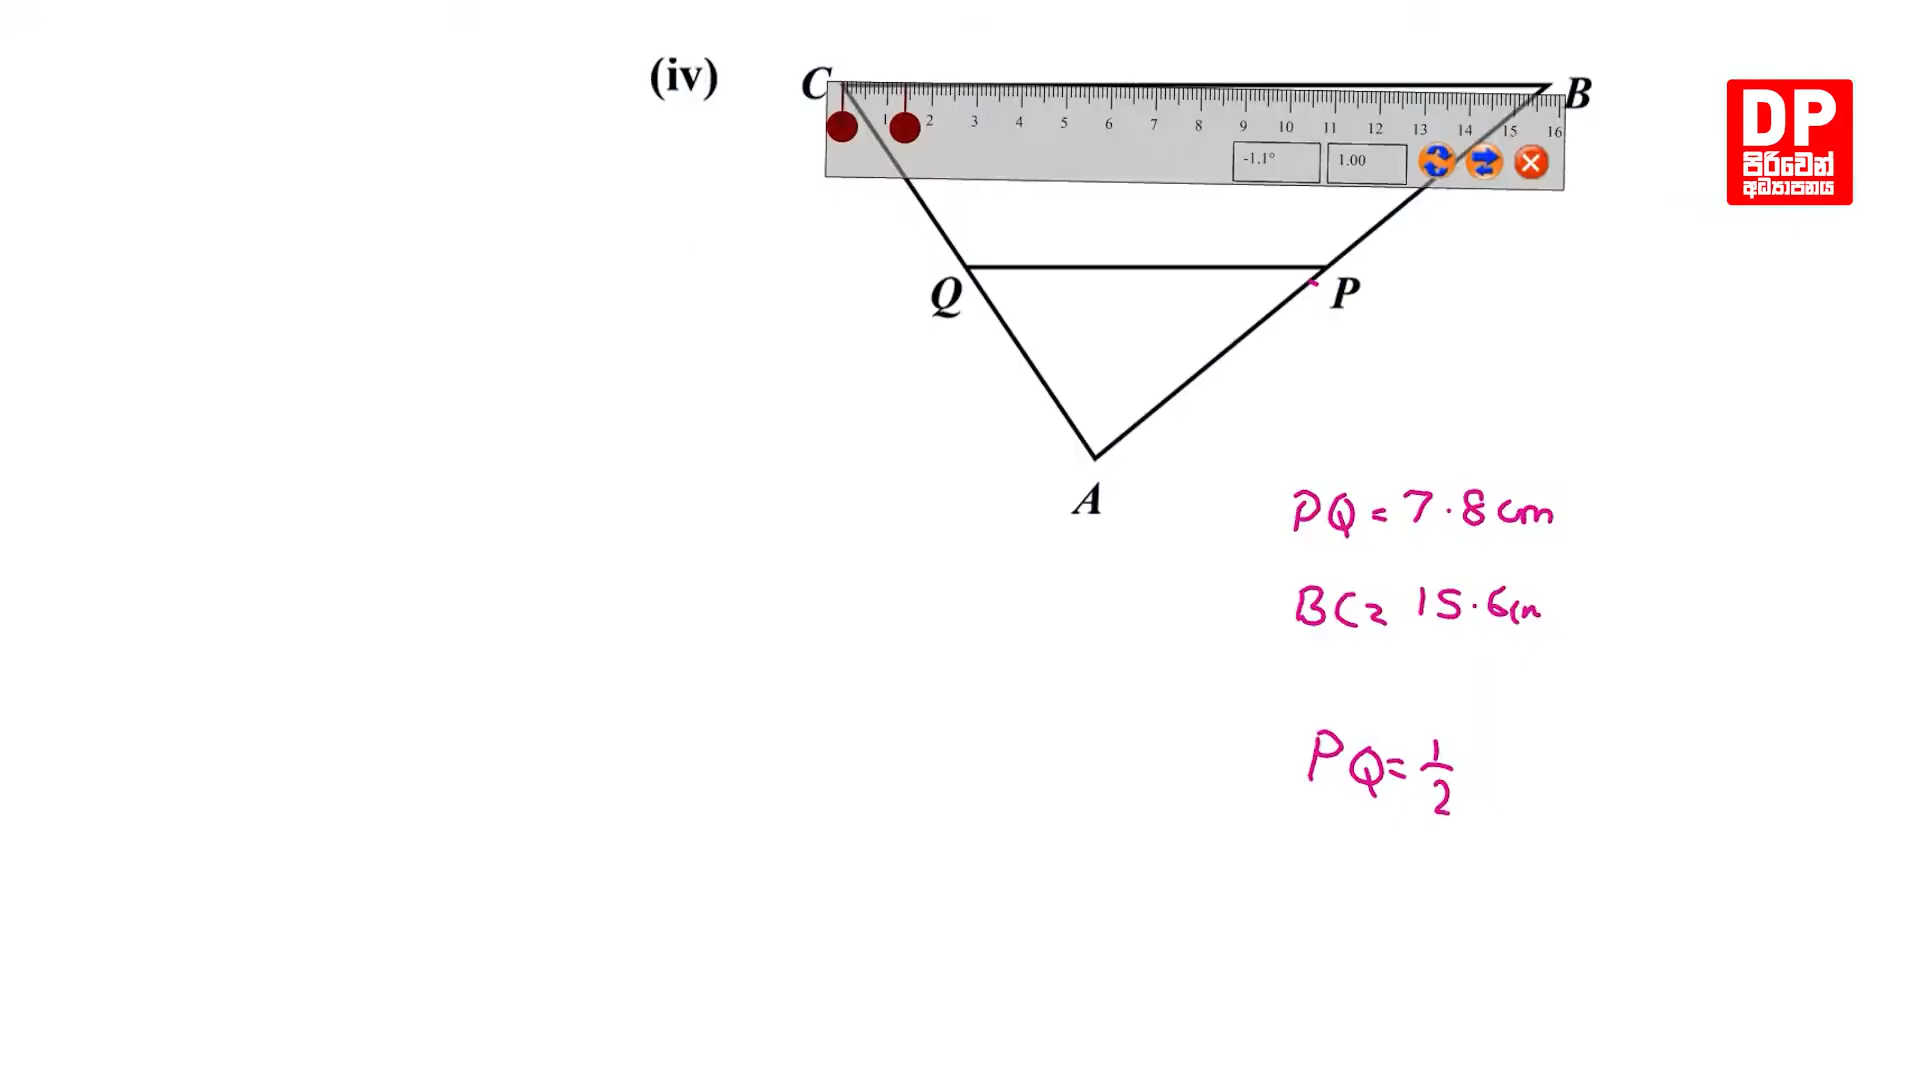 (iv)
C
B
1 2 3 4 5 6 7 8 9 10 11 12 13 14 15 16
-1.1°
1.00
DP
පිරිවෙන්
අධ්‍යාපනය
Q
P
A
PQ = 7.8 cm
BC = 15.6cm
PQ = 1/2